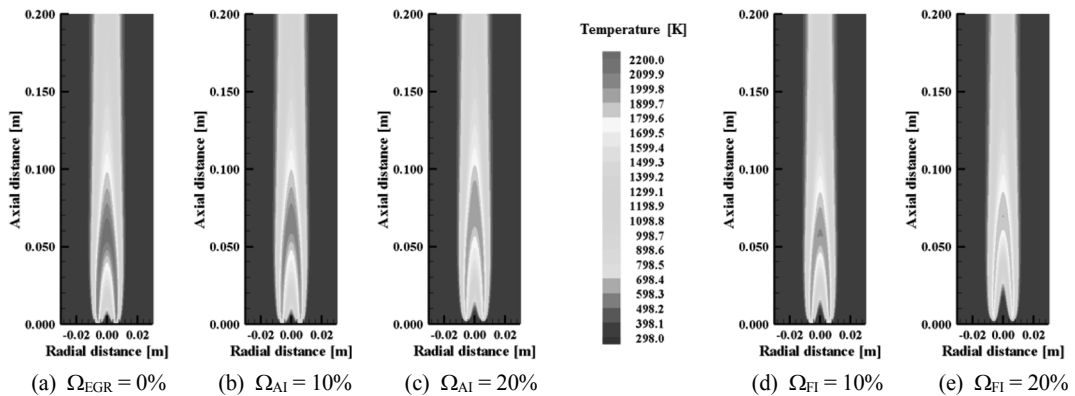 0.200
0.150
0.100
0.050
0.000
Axial distance [m]
-0.02 0.00 0.02
Radial distance [m]
(a) Ω_EGR = 0%
0.200
0.150
0.100
0.050
0.000
Axial distance [m]
-0.02 0.00 0.02
Radial distance [m]
(b) Ω_AI = 10%
0.200
0.150
0.100
0.050
0.000
Axial distance [m]
-0.02 0.00 0.02
Radial distance [m]
(c) Ω_AI = 20%
Temperature [K]
2200.0
2099.9
1999.8
1899.7
1799.6
1699.5
1599.4
1499.3
1399.2
1299.1
1198.9
1098.8
998.7
898.6
798.5
698.4
598.3
498.2
398.1
298.0
0.200
0.150
0.100
0.050
0.000
Axial distance [m]
-0.02 0.00 0.02
Radial distance [m]
(d) Ω_FI = 10%
0.200
0.150
0.100
0.050
0.000
Axial distance [m]
-0.02 0.00 0.02
Radial distance [m]
(e) Ω_FI = 20%